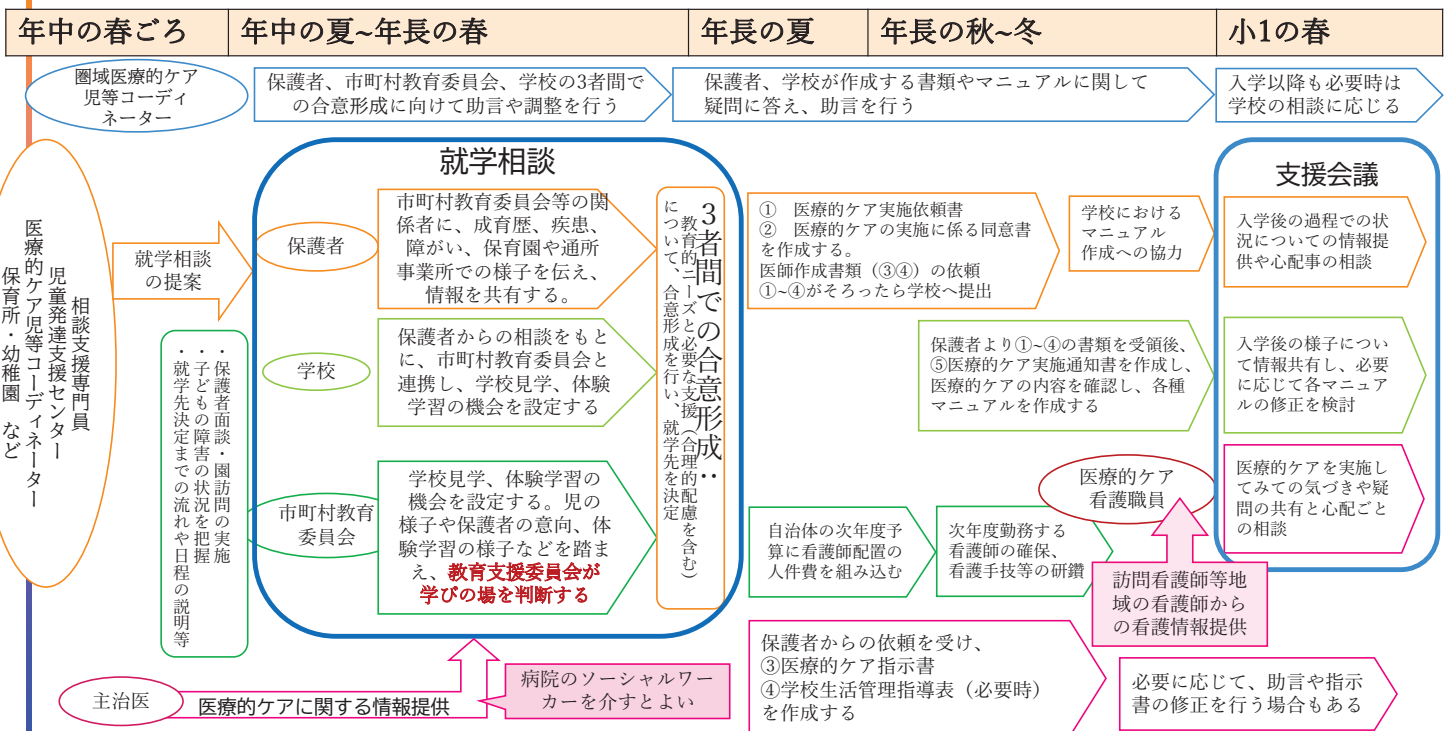 年中の春ごろ
年中の夏~年長の春
年長の夏
年長の秋~冬
小1の春
圏域医療的ケア
児等コーディ
ネーター
保護者、市町村教育委員会、学校の3者間で
の合意形成に向けて助言や調整を行う
保護者、学校が作成する書類やマニュアルに関して
疑問に答え、助言を行う
入学以降も必要時は
学校の相談に応じる
相談支援専門員
児童発達支援センター
医療的ケア児等コーディネーター
保育所・幼稚園 など
就学相談
の提案
・保護者面談・園訪問の実施
・子どもの障害の状況を把握
・就学先決定までの流れや日程の説明等
就学相談
保護者
市町村教育委員会等の関
係者に、成育歴、疾患、
障がい、保育園や通所
事業所での様子を伝え、
情報を共有する。
学校
保護者からの相談をもと
に、市町村教育委員会と
連携し、学校見学、体験
学習の機会を設定する
市町村教育
委員会
学校見学、体験学習の
機会を設定する。児の
様子や保護者の意向、体
験学習の様子などを踏ま
え、教育支援委員会が
学びの場を判断する
3者間での合意形成：
教育的ニーズと必要な支援（合理的配慮を含む）
について、合意形成を行い、就学先を決定
① 医療的ケア実施依頼書
② 医療的ケアの実施に係る同意書
を作成する。
医師作成書類（③④）の依頼
①~④がそろったら学校へ提出
学校における
マニュアル
作成への協力
保護者より①~④の書類を受領後、
⑤医療的ケア実施通知書を作成し、
医療的ケアの内容を確認し、各種
マニュアルを作成する
自治体の次年度予
算に看護師配置の
人件費を組み込む
次年度勤務する
看護師の確保、
看護手技等の研鑽
医療的ケア
看護職員
訪問看護師等地
域の看護師から
の看護情報提供
支援会議
入学後の過程での状
況についての情報提
供や心配事の相談
入学後の様子につい
て情報共有し、必要
に応じて各マニュア
ルの修正を検討
医療的ケアを実施し
てみての気づきや疑
問の共有と心配ごと
の相談
主治医
医療的ケアに関する情報提供
病院のソーシャルワー
カーを介すとよい
保護者からの依頼を受け、
③医療的ケア指示書
④学校生活管理指導表（必要時）
を作成する
必要に応じて、助言や指示
書の修正を行う場合もある